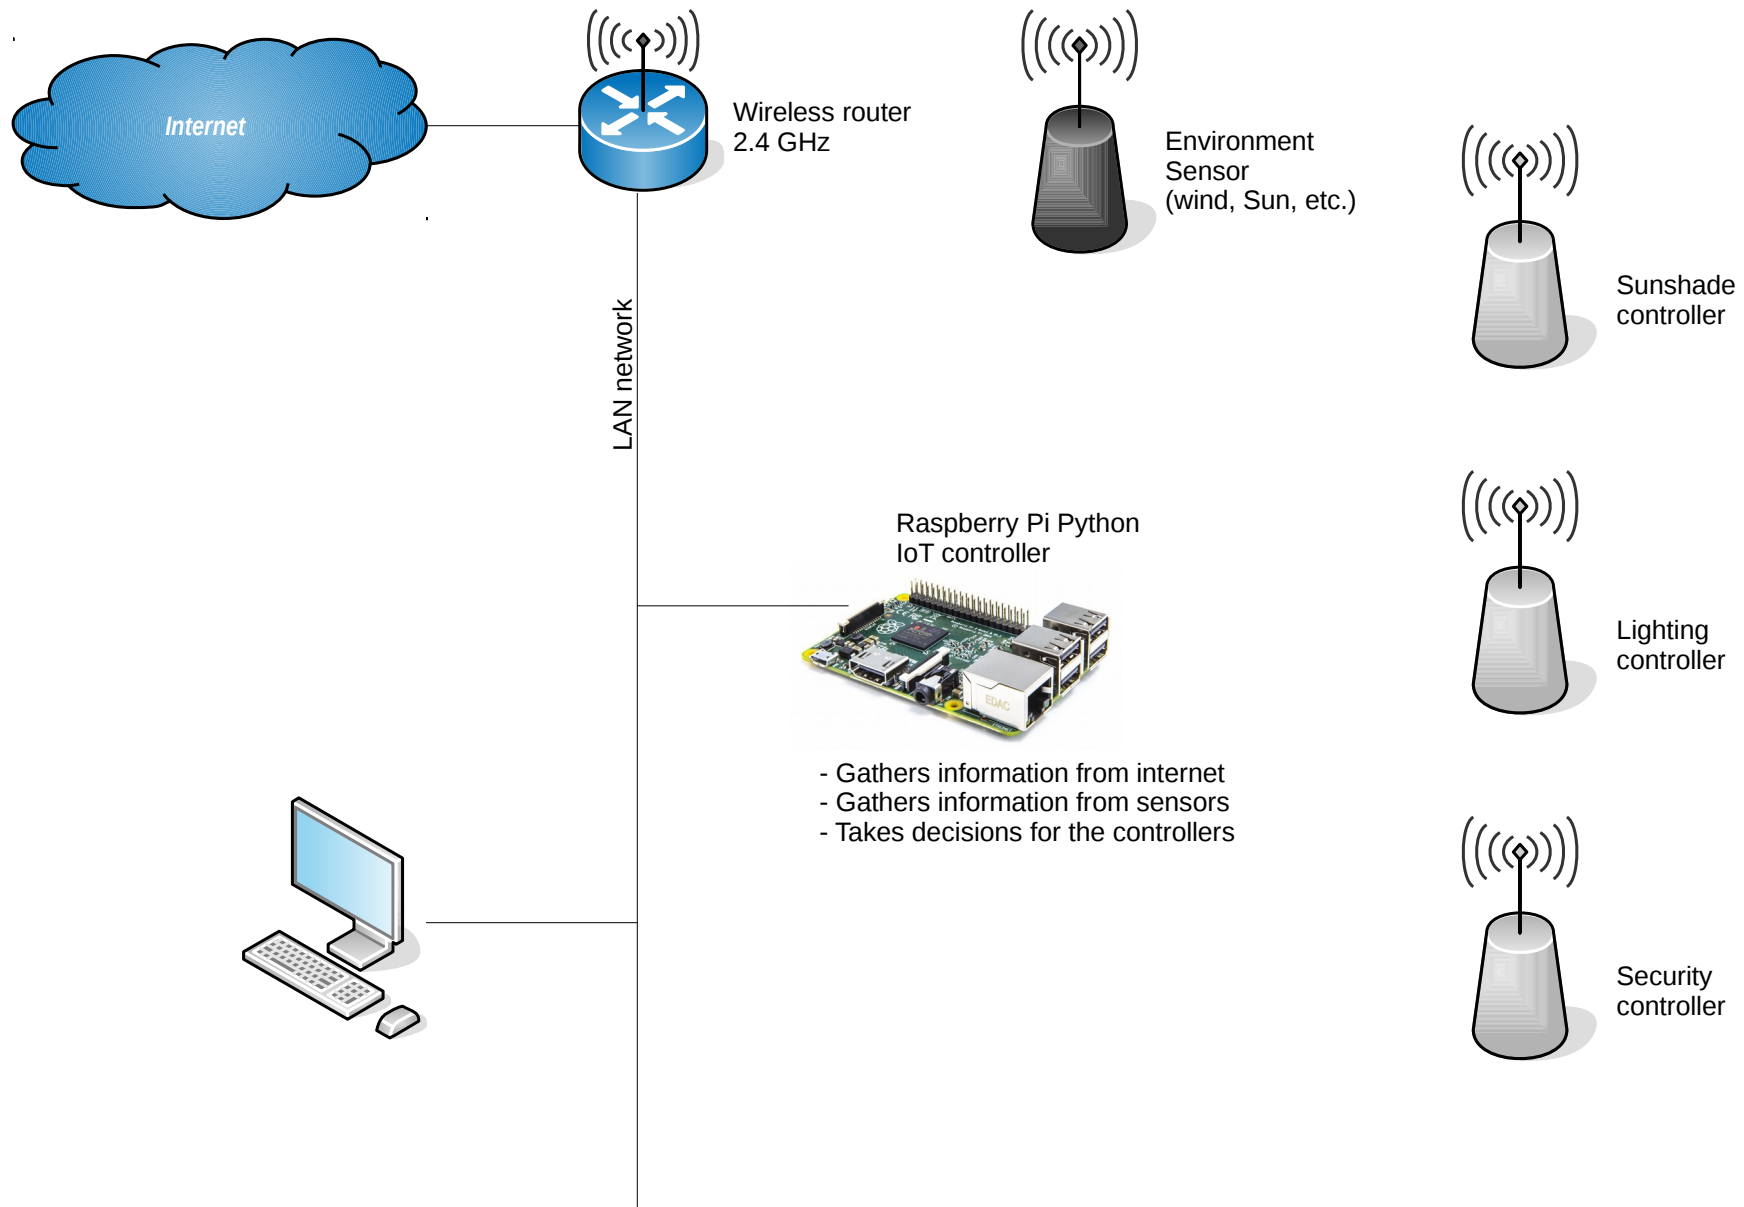 Internet
Wireless router
2.4 GHz
Environment
Sensor
(wind, Sun, etc.)
Sunshade
controller
LAN network
Raspberry Pi Python
IoT controller
EDAC
- Gathers information from internet
- Gathers information from sensors
- Takes decisions for the controllers
Lighting
controller
Security
controller